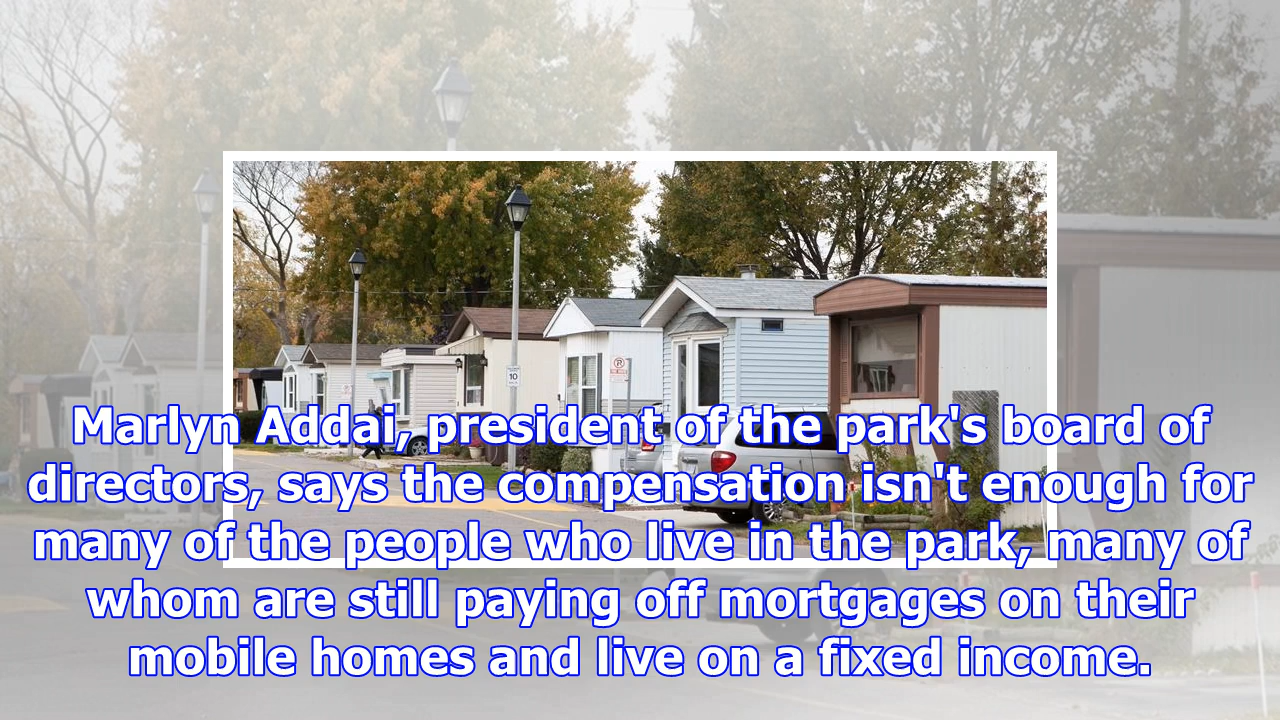 10
Marlyn Addai, president of the park's board of
directors, says the compensation isn't enough for
many of the people who live in the park, many of
whom are still paying off mortgages on their
mobile homes and live on a fixed income.